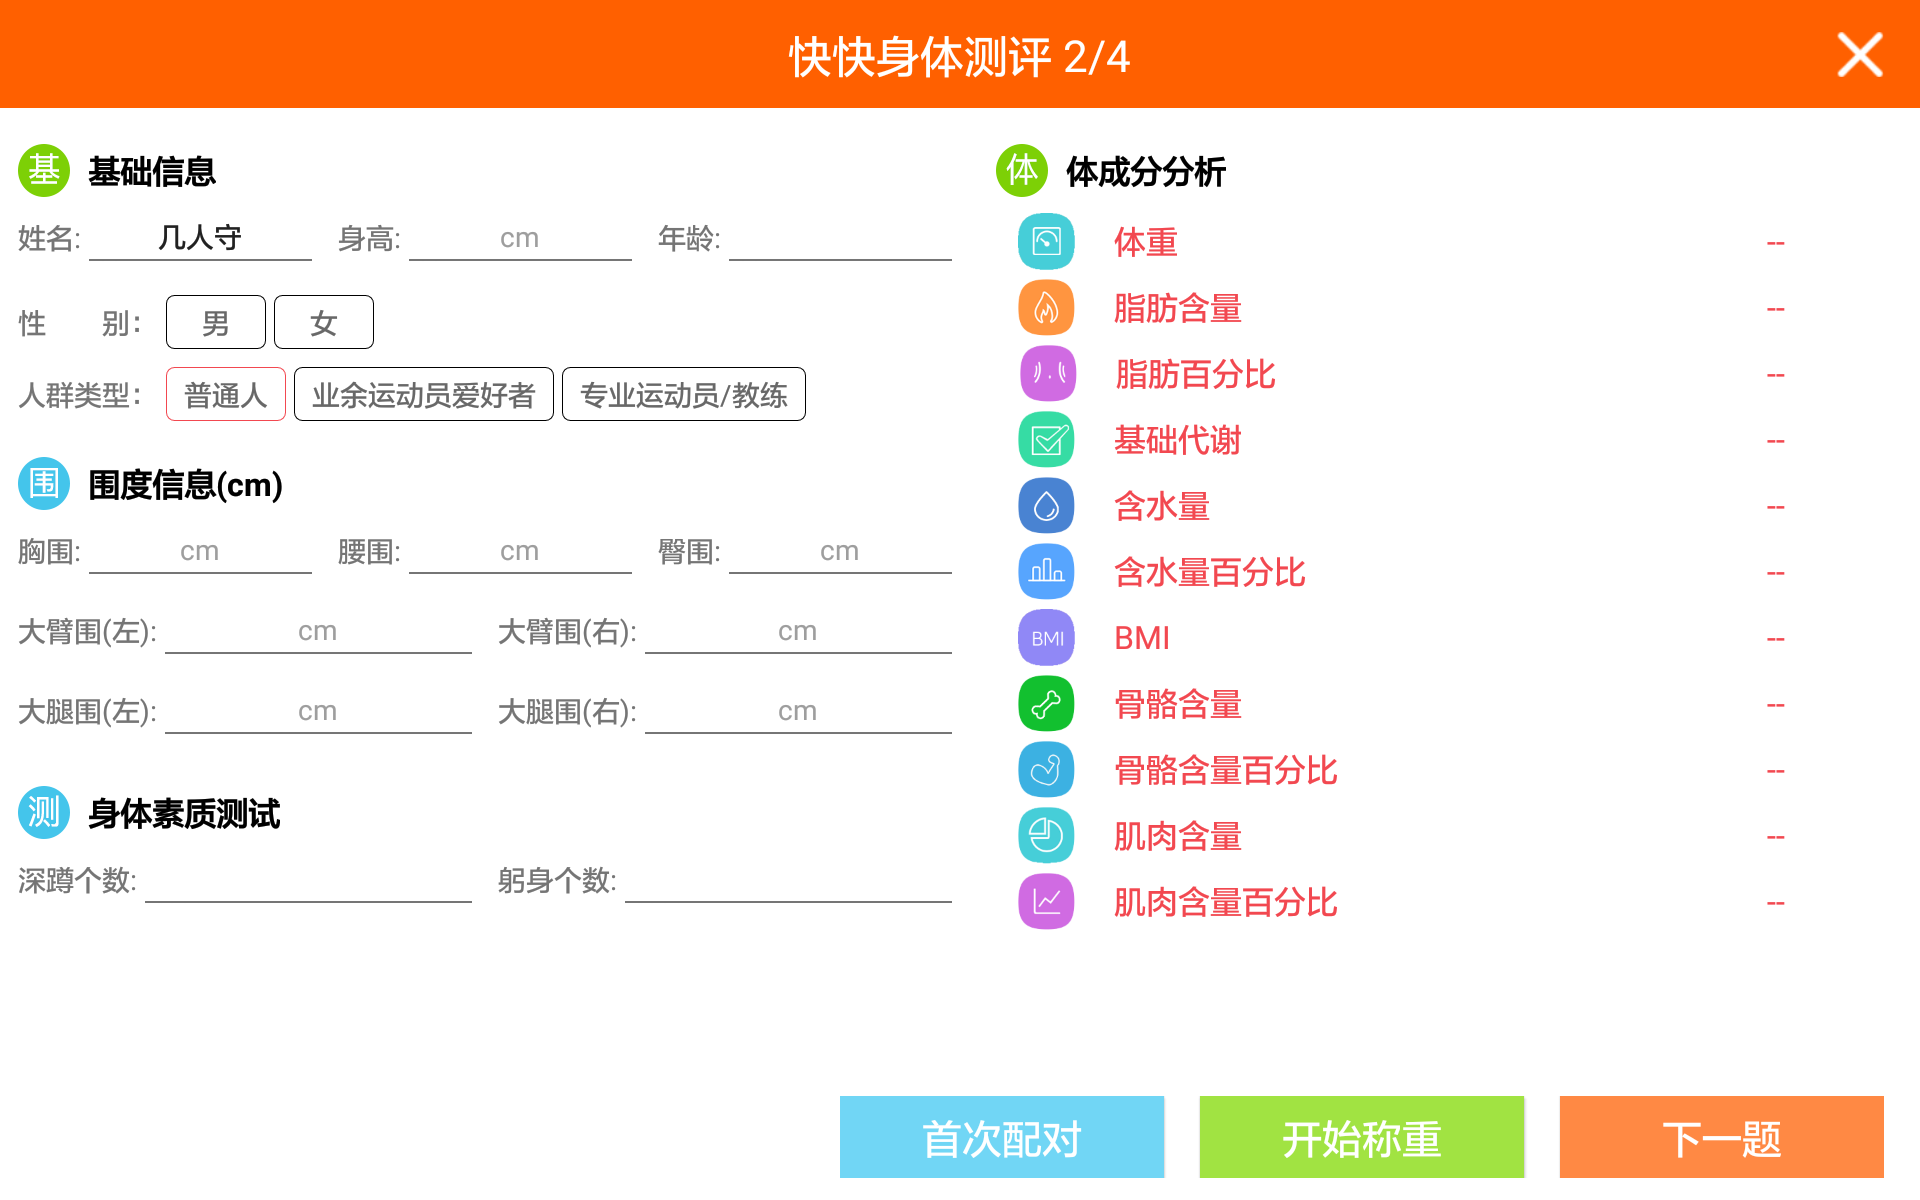 快快身体测评 2/4
基 基础信息
姓名: 几人守 身高: cm 年龄:
性 别：男 女
人群类型：普通人 业余运动员爱好者 专业运动员/教练
围 围度信息(cm)
胸围: cm 腰围: cm 臀围: cm
大臂围(左): cm 大臂围(右): cm
大腿围(左): cm 大腿围(右): cm
测 身体素质测试
深蹲个数: 躬身个数:
体 体成分分析
体重 --
脂肪含量 --
脂肪百分比 --
基础代谢 --
含水量 --
含水量百分比 --
BMI BMI --
骨骼含量 --
骨骼含量百分比 --
肌肉含量 --
肌肉含量百分比 --
首次配对 开始称重 下一题